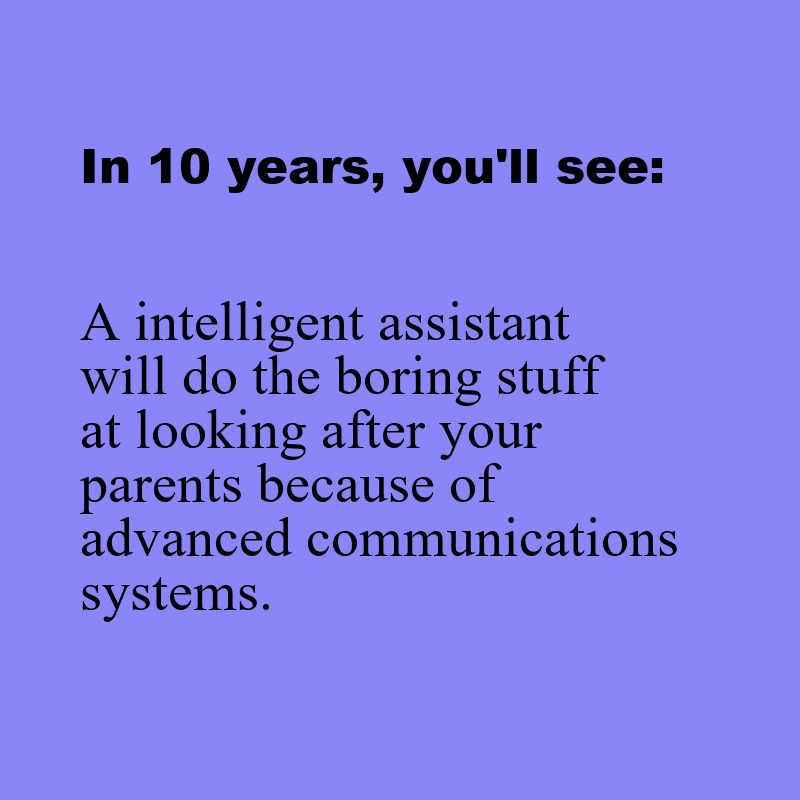 In 10 years, you'll see:
A intelligent assistant
will do the boring stuff
at looking after your
parents because of
advanced communications
systems.